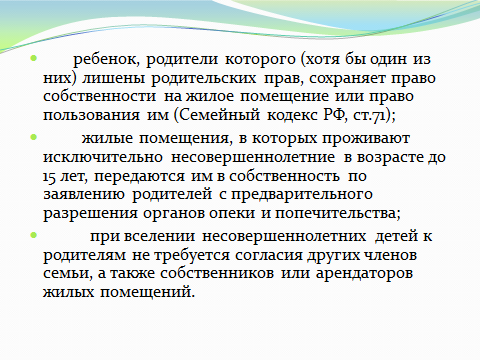 ребенок, родители которого (хотя бы один из
них) лишены родительских прав, сохраняет право
собственности на жилое помещение или право
пользования им (Семейный кодекс РФ, ст.71);
жилые помещения, в которых проживают
исключительно несовершеннолетние в возрасте до
15 лет, передаются им в собственность по
заявлению родителей с предварительного
разрешения органов опеки и попечительства;
при вселении несовершеннолетних детей к
родителям не требуется согласия других членов
семьи, а также собственников или арендаторов
жилых помещений.